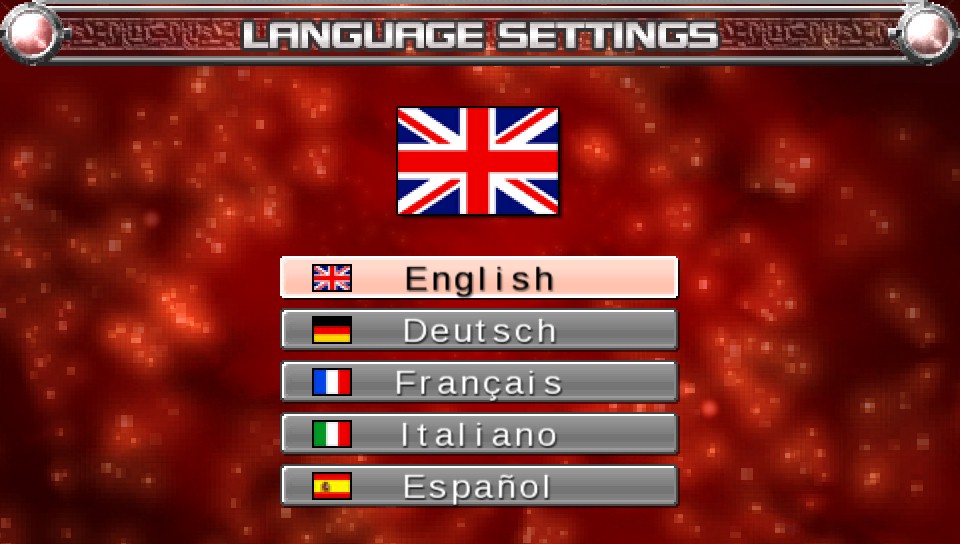 LANGUAGE SETTINGS
English
Deutsch
Français
Italiano
Español